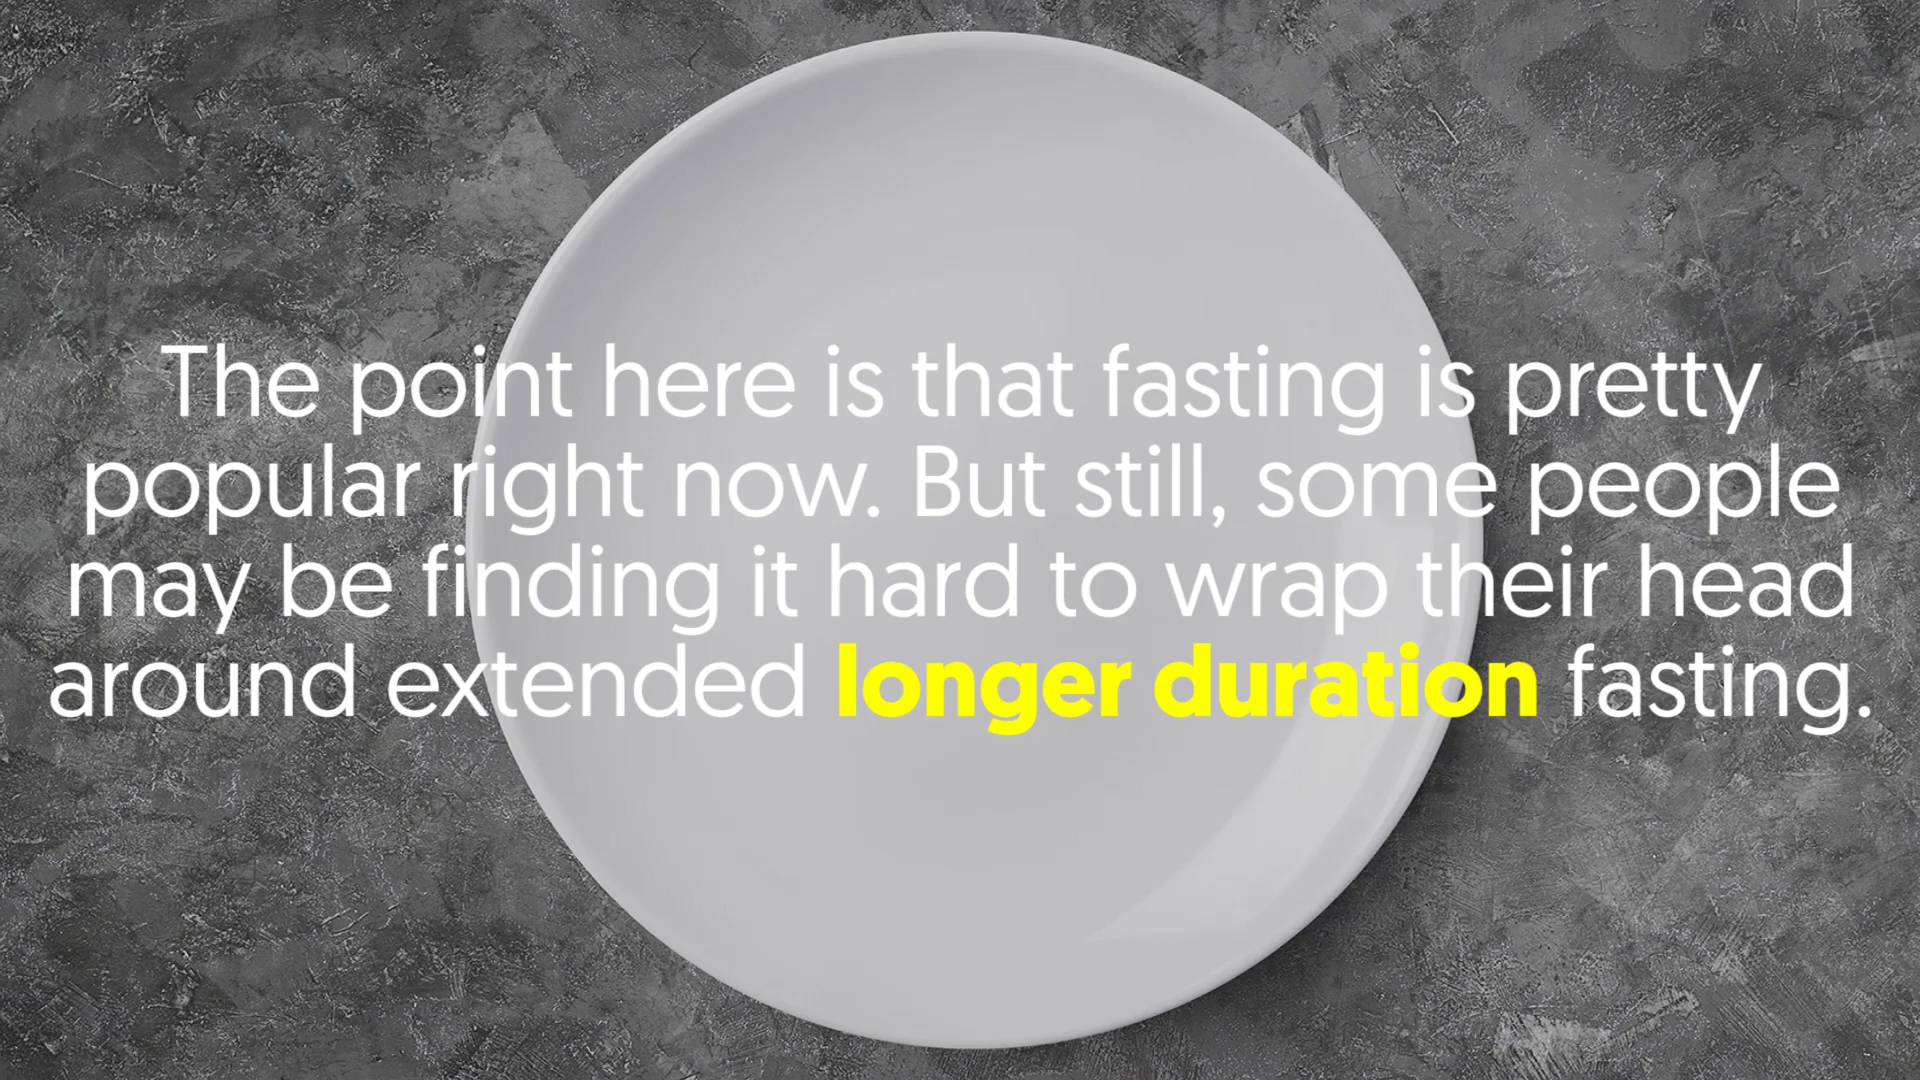 The point here is that fasting is pretty
popular right now. But still, some people
may be finding it hard to wrap their head
around extended longer duration fasting.